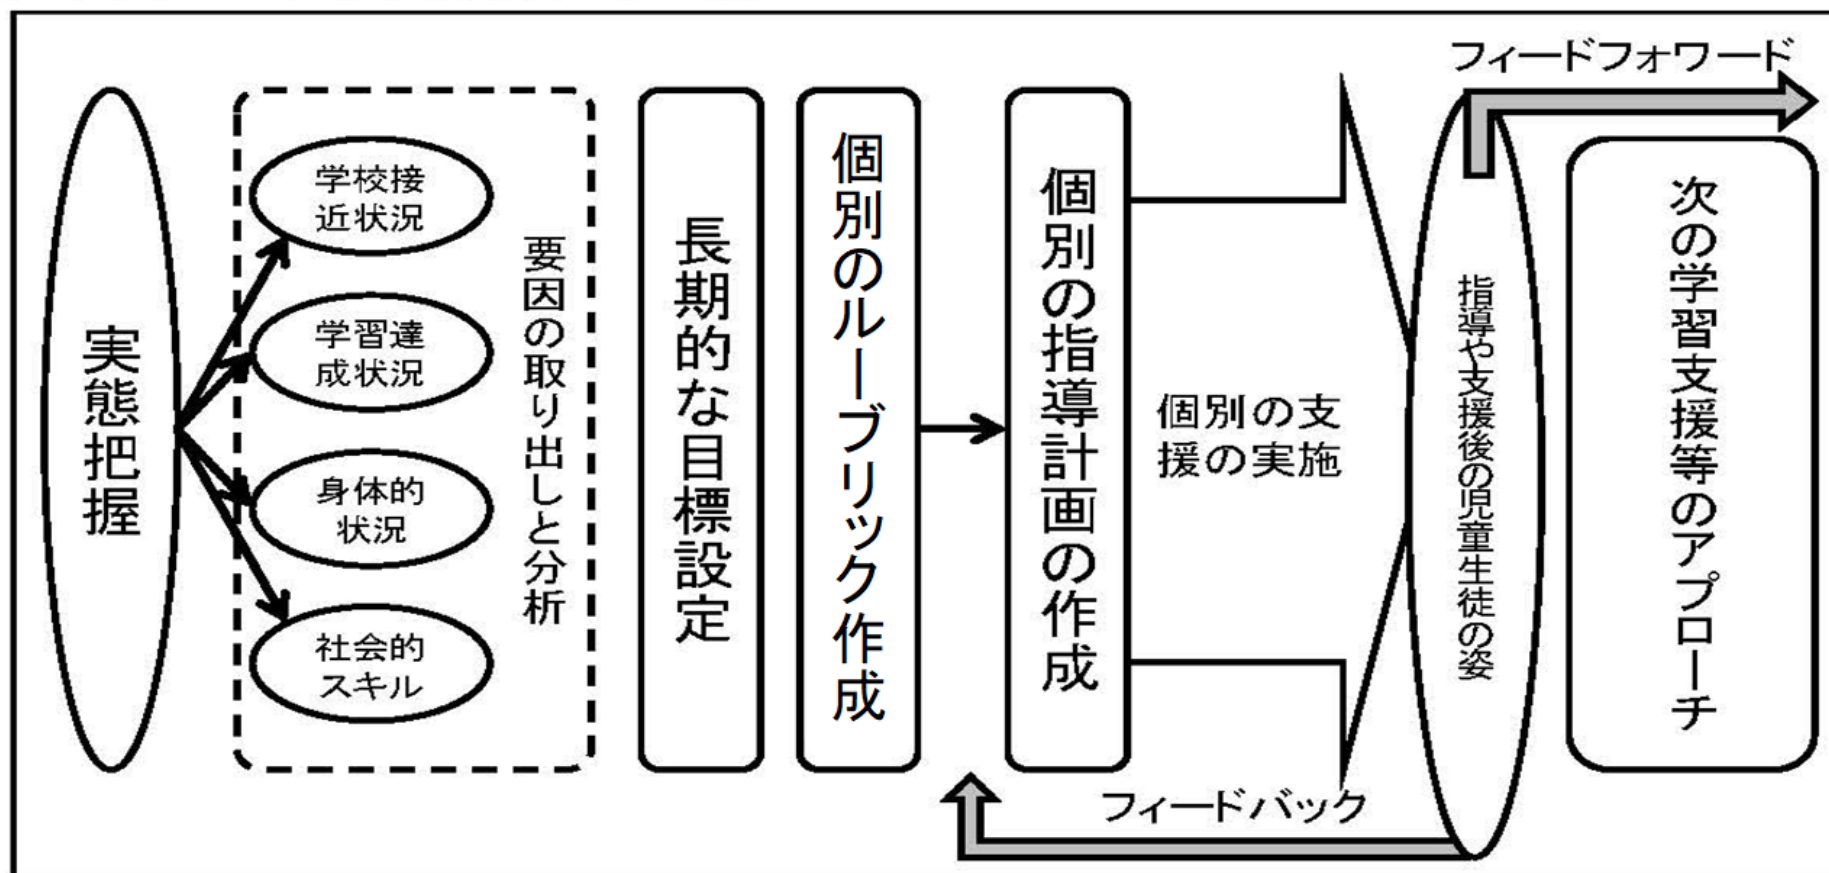 実態把握
学校接
近状況
学習達
成状況
身体的
状況
社会的
スキル
要因の取り出しと分析
長期的な目標設定
個別のルーブリック作成
個別の指導計画の作成
個別の支
援の実施
フィードバック
指導や支援後の児童生徒の姿
フィードフォワード
次の学習支援等のアプローチ